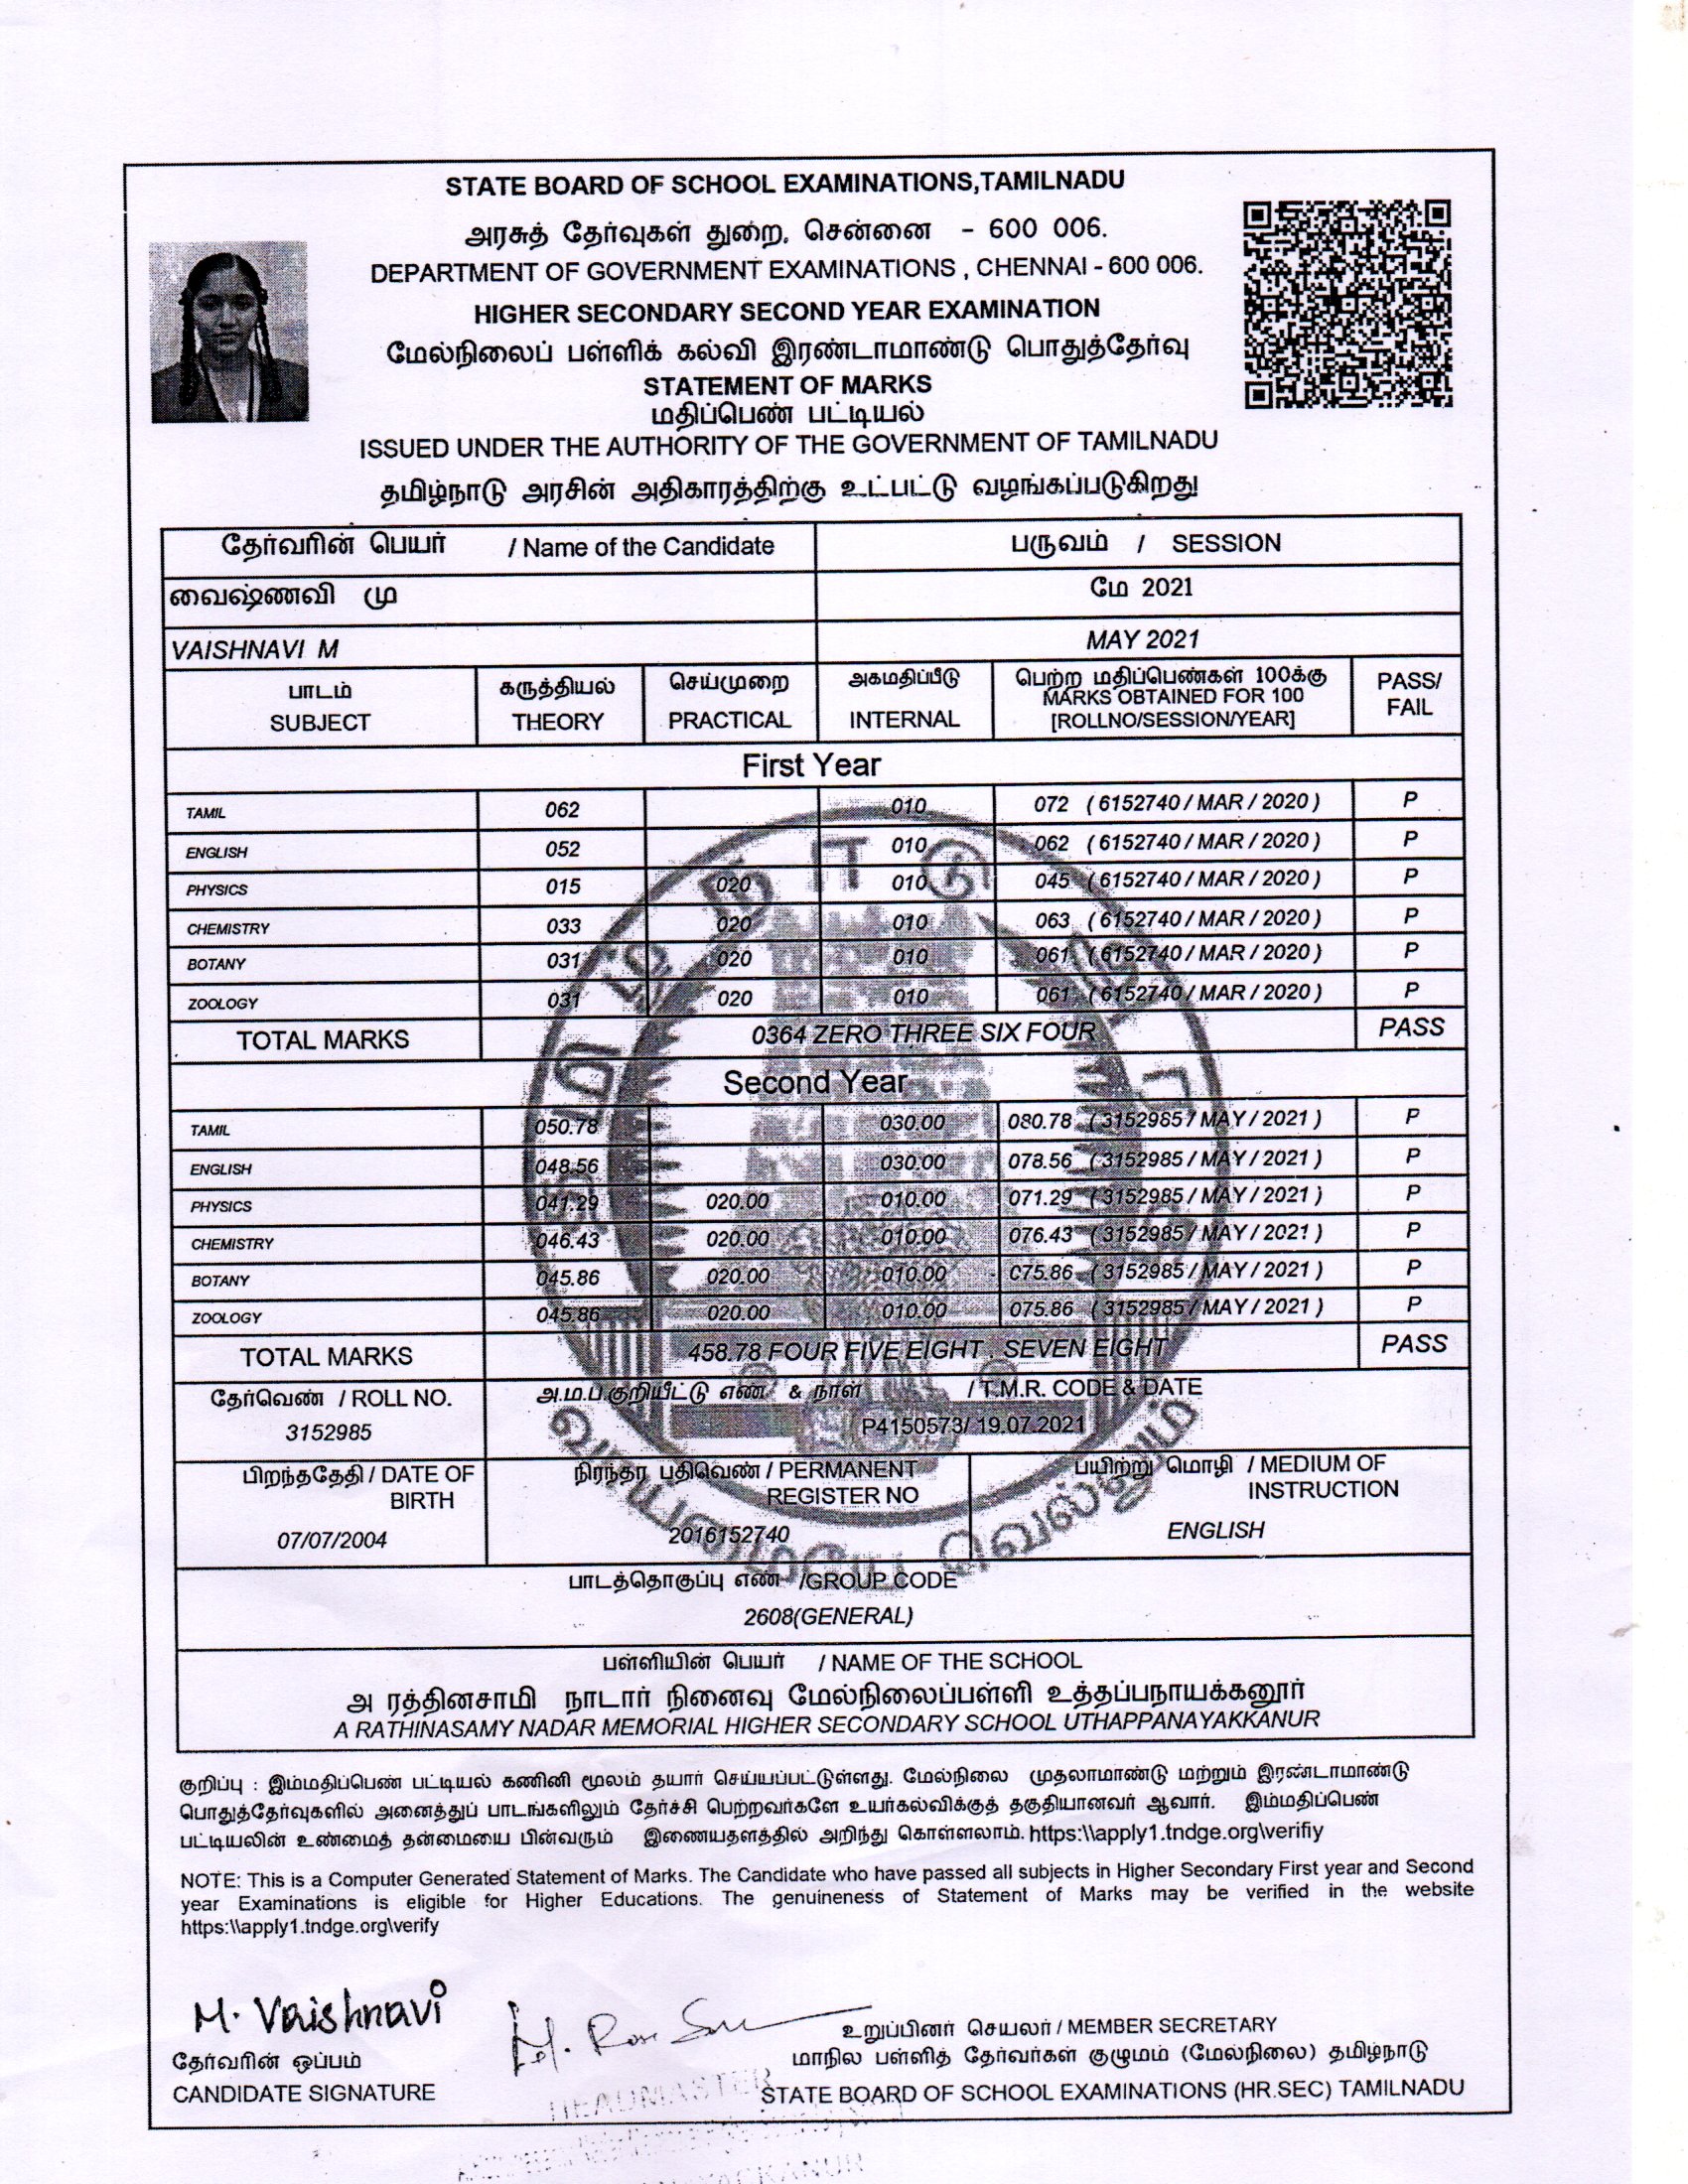 STATE BOARD OF SCHOOL EXAMINATIONS,TAMILNADU
அரசுத் தேர்வுகள் துறை, சென்னை - 600 006.
DEPARTMENT OF GOVERNMENT EXAMINATIONS , CHENNAI - 600 006.
HIGHER SECONDARY SECOND YEAR EXAMINATION
மேல்நிலைப் பள்ளிக் கல்வி இரண்டாமாண்டு பொதுத்தேர்வு
STATEMENT OF MARKS
மதிப்பெண் பட்டியல்
ISSUED UNDER THE AUTHORITY OF THE GOVERNMENT OF TAMILNADU
தமிழ்நாடு அரசின் அதிகாரத்திற்கு உட்பட்டு வழங்கப்படுகிறது
தேர்வரின் பெயர் / Name of the Candidate பருவம் / SESSION
வைஷ்ணவி மு மே 2021
VAISHNAVI M MAY 2021
பாடம் கருத்தியல் செய்முறை அகமதிப்பீடு பெற்ற மதிப்பெண்கள் 100க்கு PASS/
SUBJECT THEORY PRACTICAL INTERNAL MARKS OBTAINED FOR 100 FAIL
[ROLLNO/SESSION/YEAR]
First Year
TAMIL 062 010 072 ( 6152740 / MAR / 2020 ) P
ENGLISH 052 010 062 ( 6152740 / MAR / 2020 ) P
PHYSICS 015 020 010 045 ( 6152740 / MAR / 2020 ) P
CHEMISTRY 033 020 010 063 ( 6152740 / MAR / 2020 ) P
BOTANY 031 020 010 061 ( 6152740 / MAR / 2020 ) P
ZOOLOGY 031 020 010 061 ( 6152740 / MAR / 2020 ) P
TOTAL MARKS 0364 ZERO THREE SIX FOUR PASS
Second Year
TAMIL 050.78 030.00 080.78 ( 3152985 / MAY / 2021 ) P
ENGLISH 048.56 030.00 078.56 ( 3152985 / MAY / 2021 ) P
PHYSICS 041.29 020.00 010.00 071.29 ( 3152985 / MAY / 2021 ) P
CHEMISTRY 046.43 020.00 010.00 076.43 ( 3152985 / MAY / 2021 ) P
BOTANY 045.86 020.00 010.00 075.86 ( 3152985 / MAY / 2021 ) P
ZOOLOGY 045.86 020.00 010.00 075.86 ( 3152985 / MAY / 2021 ) P
TOTAL MARKS 458.78 FOUR FIVE EIGHT . SEVEN EIGHT PASS
தேர்வெண் / ROLL NO. அ.ம.ப.குறியீட்டு எண் & நாள் / T.M.R. CODE & DATE
3152985 P4150573/ 19.07.2021
பிறந்ததேதி / DATE OF BIRTH நிரந்தர பதிவெண் / PERMANENT REGISTER NO பயிற்று மொழி / MEDIUM OF INSTRUCTION
07/07/2004 2016152740 ENGLISH
பாடத்தொகுப்பு எண் /GROUP CODE
2608(GENERAL)
பள்ளியின் பெயர் / NAME OF THE SCHOOL
அ ரத்தினசாமி நாடார் நினைவு மேல்நிலைப்பள்ளி உத்தப்பநாயக்கனூர்
A RATHINASAMY NADAR MEMORIAL HIGHER SECONDARY SCHOOL UTHAPPANAYAKKANUR
குறிப்பு : இம்மதிப்பெண் பட்டியல் கணினி மூலம் தயார் செய்யப்பட்டுள்ளது. மேல்நிலை முதலாமாண்டு மற்றும் இரண்டாமாண்டு
பொதுத்தேர்வுகளில் அனைத்துப் பாடங்களிலும் தேர்ச்சி பெற்றவர்களே உயர்கல்விக்குத் தகுதியானவர் ஆவார். இம்மதிப்பெண்
பட்டியலின் உண்மைத் தன்மையை பின்வரும் இணையதளத்தில் அறிந்து கொள்ளலாம். https:\\apply1.tndge.org\verifiy
NOTE: This is a Computer Generated Statement of Marks. The Candidate who have passed all subjects in Higher Secondary First year and Second
year Examinations is eligible for Higher Educations. The genuineness of Statement of Marks may be verified in the website
https:\\apply1.tndge.org\verify
M. Vaishnavi
தேர்வரின் ஒப்பம்
CANDIDATE SIGNATURE
HEADMASTER
உறுப்பினர் செயலர் / MEMBER SECRETARY
மாநில பள்ளித் தேர்வர்கள் குழுமம் (மேல்நிலை) தமிழ்நாடு
STATE BOARD OF SCHOOL EXAMINATIONS (HR.SEC) TAMILNADU
தமிழ்நாடு அரசு
வாய்மையே வெல்லும்